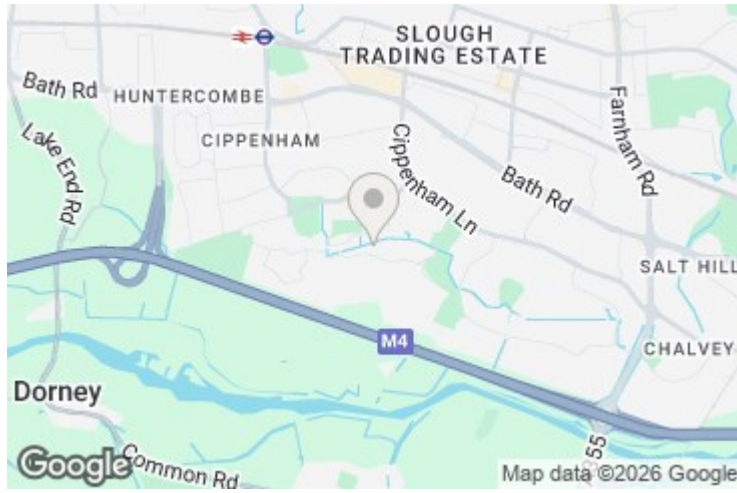 SLOUGH
TRADING ESTATE
Bath Rd
HUNTERCOMBE
Farnham Rd
Lake End Rd
CIPPENHAM
Cippenham Ln
Bath Rd
SALT HILL
M4
CHALVEY
Dorney
Common Rd
Google
Map data ©2026 Google